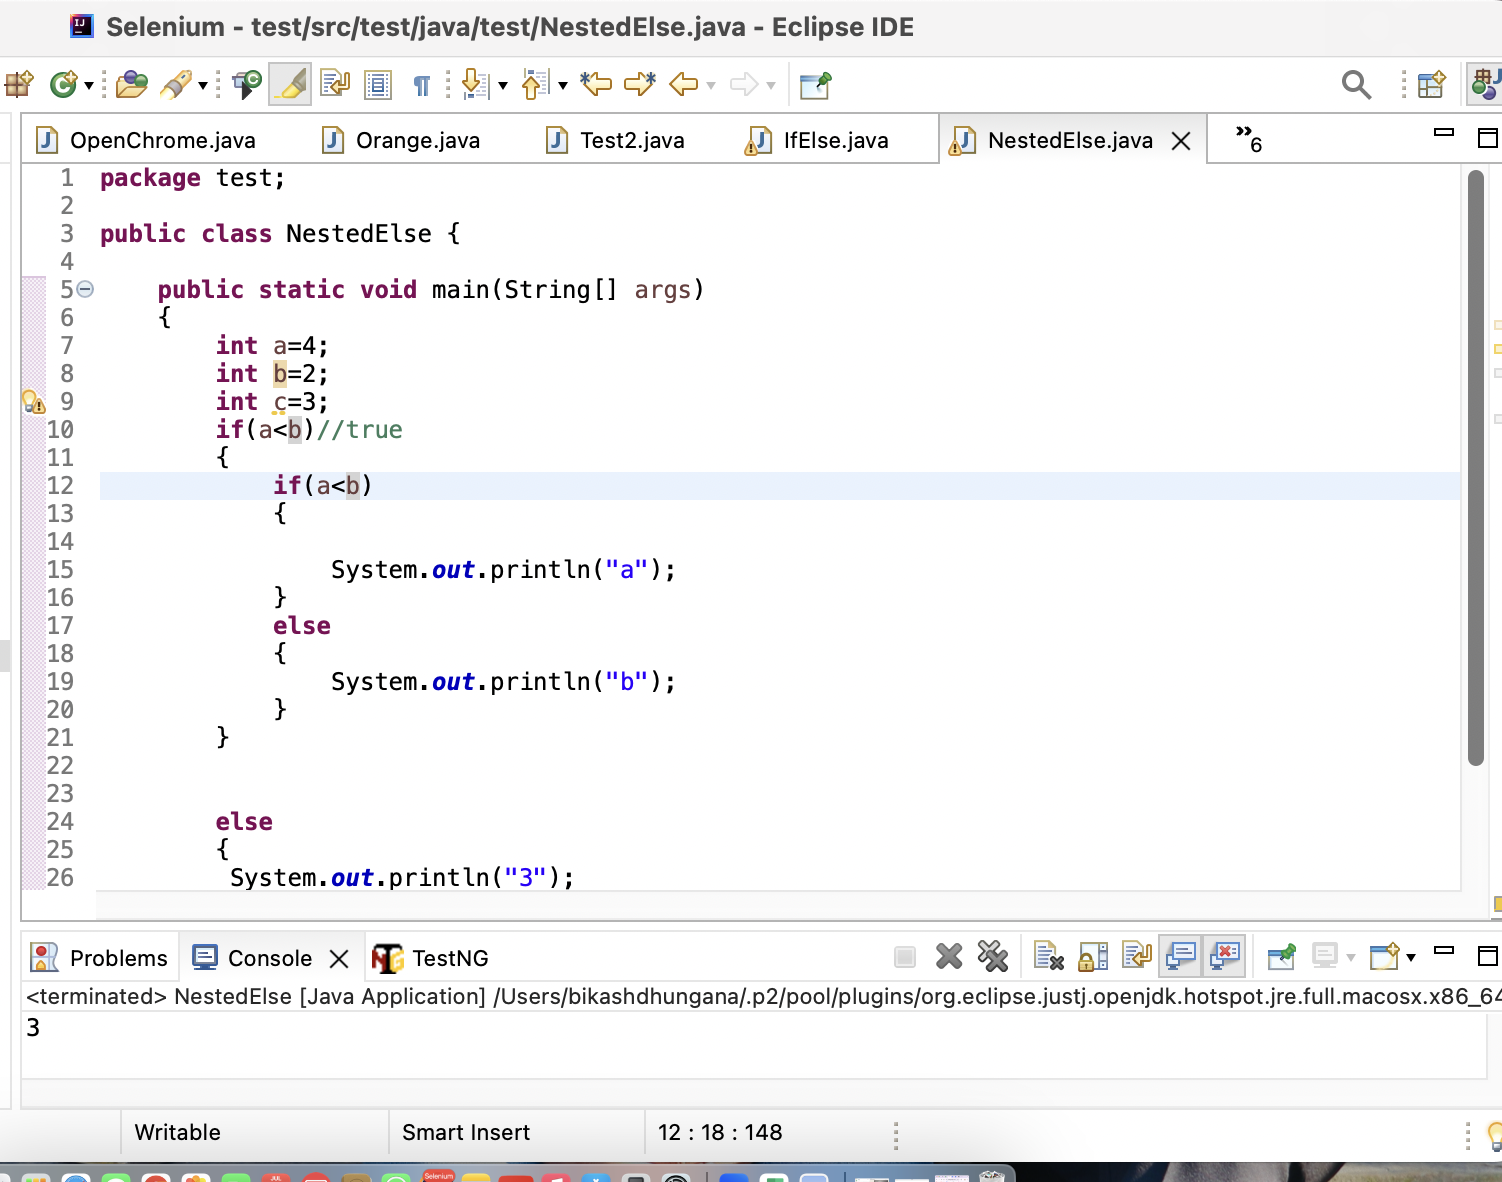 Selenium - test/src/test/java/test/NestedElse.java - Eclipse IDE
OpenChrome.java Orange.java Test2.java IfElse.java NestedElse.java »6
1 package test;
2
3 public class NestedElse {
4
5 public static void main(String[] args)
6 {
7 int a=4;
8 int b=2;
9 int c=3;
10 if(a<b)//true
11 {
12 if(a<b)
13 {
14
15 System.out.println("a");
16 }
17 else
18 {
19 System.out.println("b");
20 }
21 }
22
23
24 else
25 {
26 System.out.println("3");
Problems Console TestNG
<terminated> NestedElse [Java Application] /Users/bikashdhungana/.p2/pool/plugins/org.eclipse.justj.openjdk.hotspot.jre.full.macosx.x86_64
3
Writable Smart Insert 12 : 18 : 148
Selenium
JUL